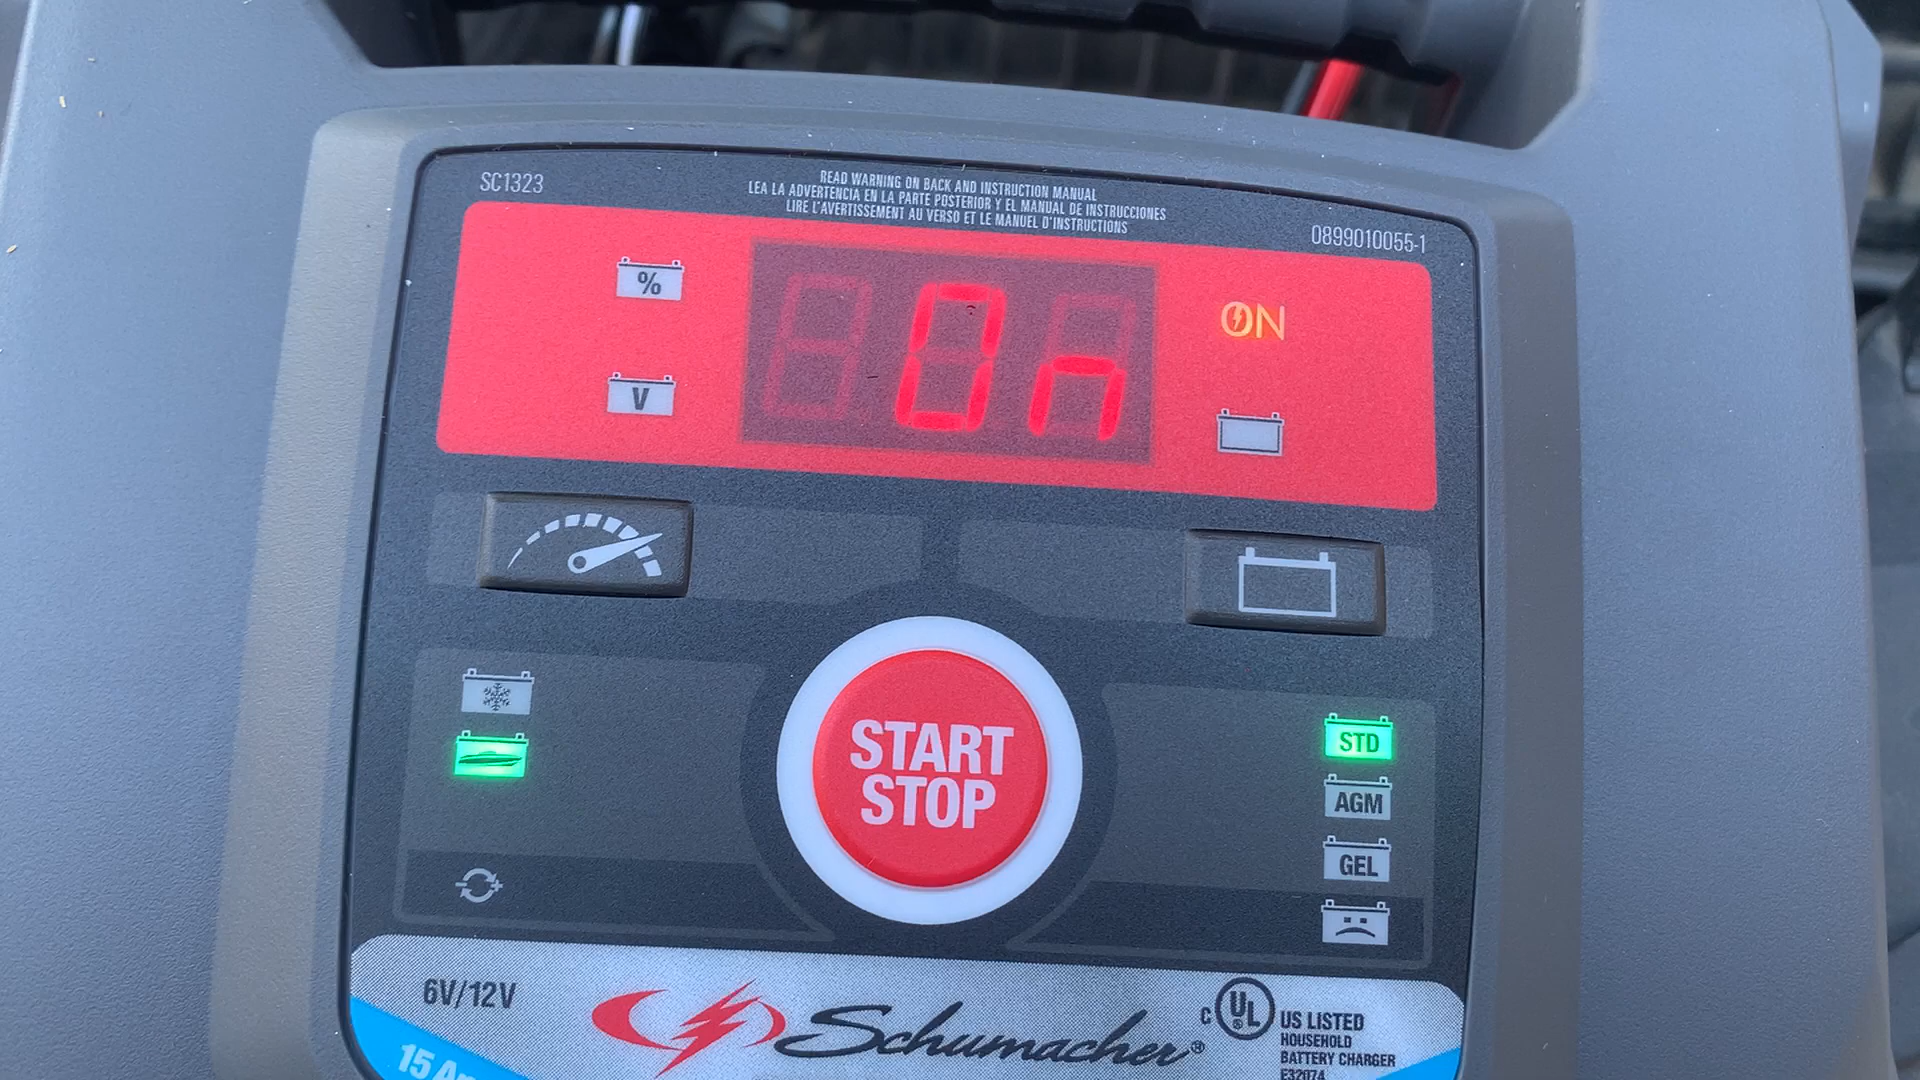 SC1323
READ WARNING ON BACK AND INSTRUCTION MANUAL
LEA LA ADVERTENCIA EN LA PARTE POSTERIOR Y EL MANUAL DE INSTRUCCIONES
LIRE L'AVERTISSEMENT AU VERSO ET LE MANUEL D'INSTRUCTIONS
0899010055-1
%
V
0n
ON
START
STOP
STD
AGM
GEL
6V/12V
15
Schumacher®
C UL ® US LISTED
HOUSEHOLD
BATTERY CHARGER
E32074